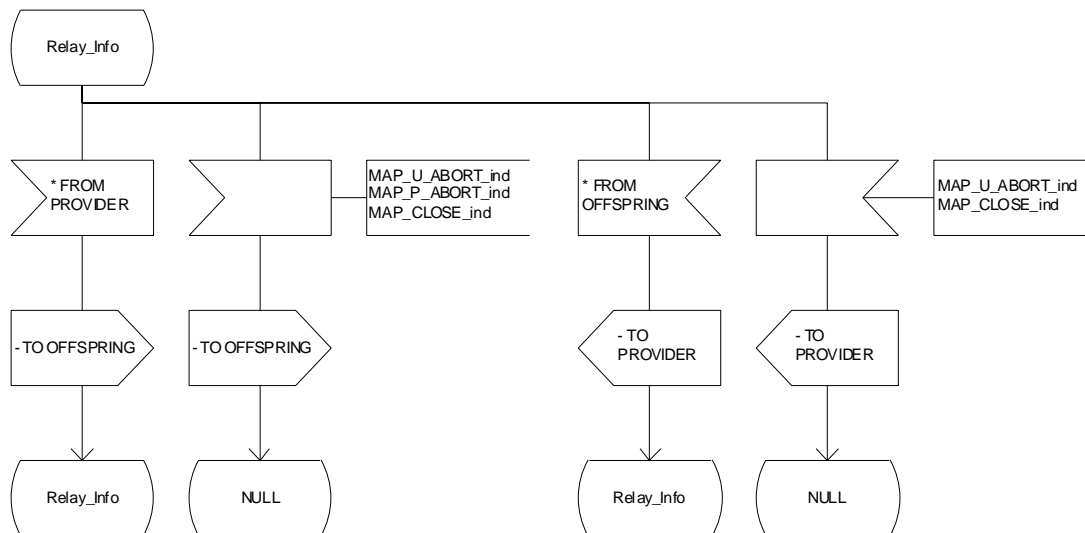 Relay_Info
* FROM
PROVIDER
MAP_U_ABORT_ind
MAP_P_ABORT_ind
MAP_CLOSE_ind
* FROM
OFFSPRING
MAP_U_ABORT_ind
MAP_CLOSE_ind
- TO OFFSPRING
- TO OFFSPRING
- TO
PROVIDER
- TO
PROVIDER
Relay_Info
NULL
Relay_Info
NULL